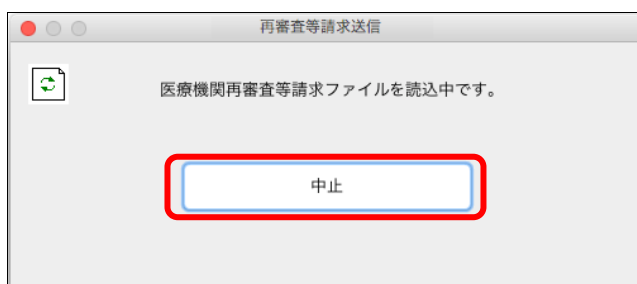 再審査等請求送信
医療機関再審査等請求ファイルを読込中です。
中止